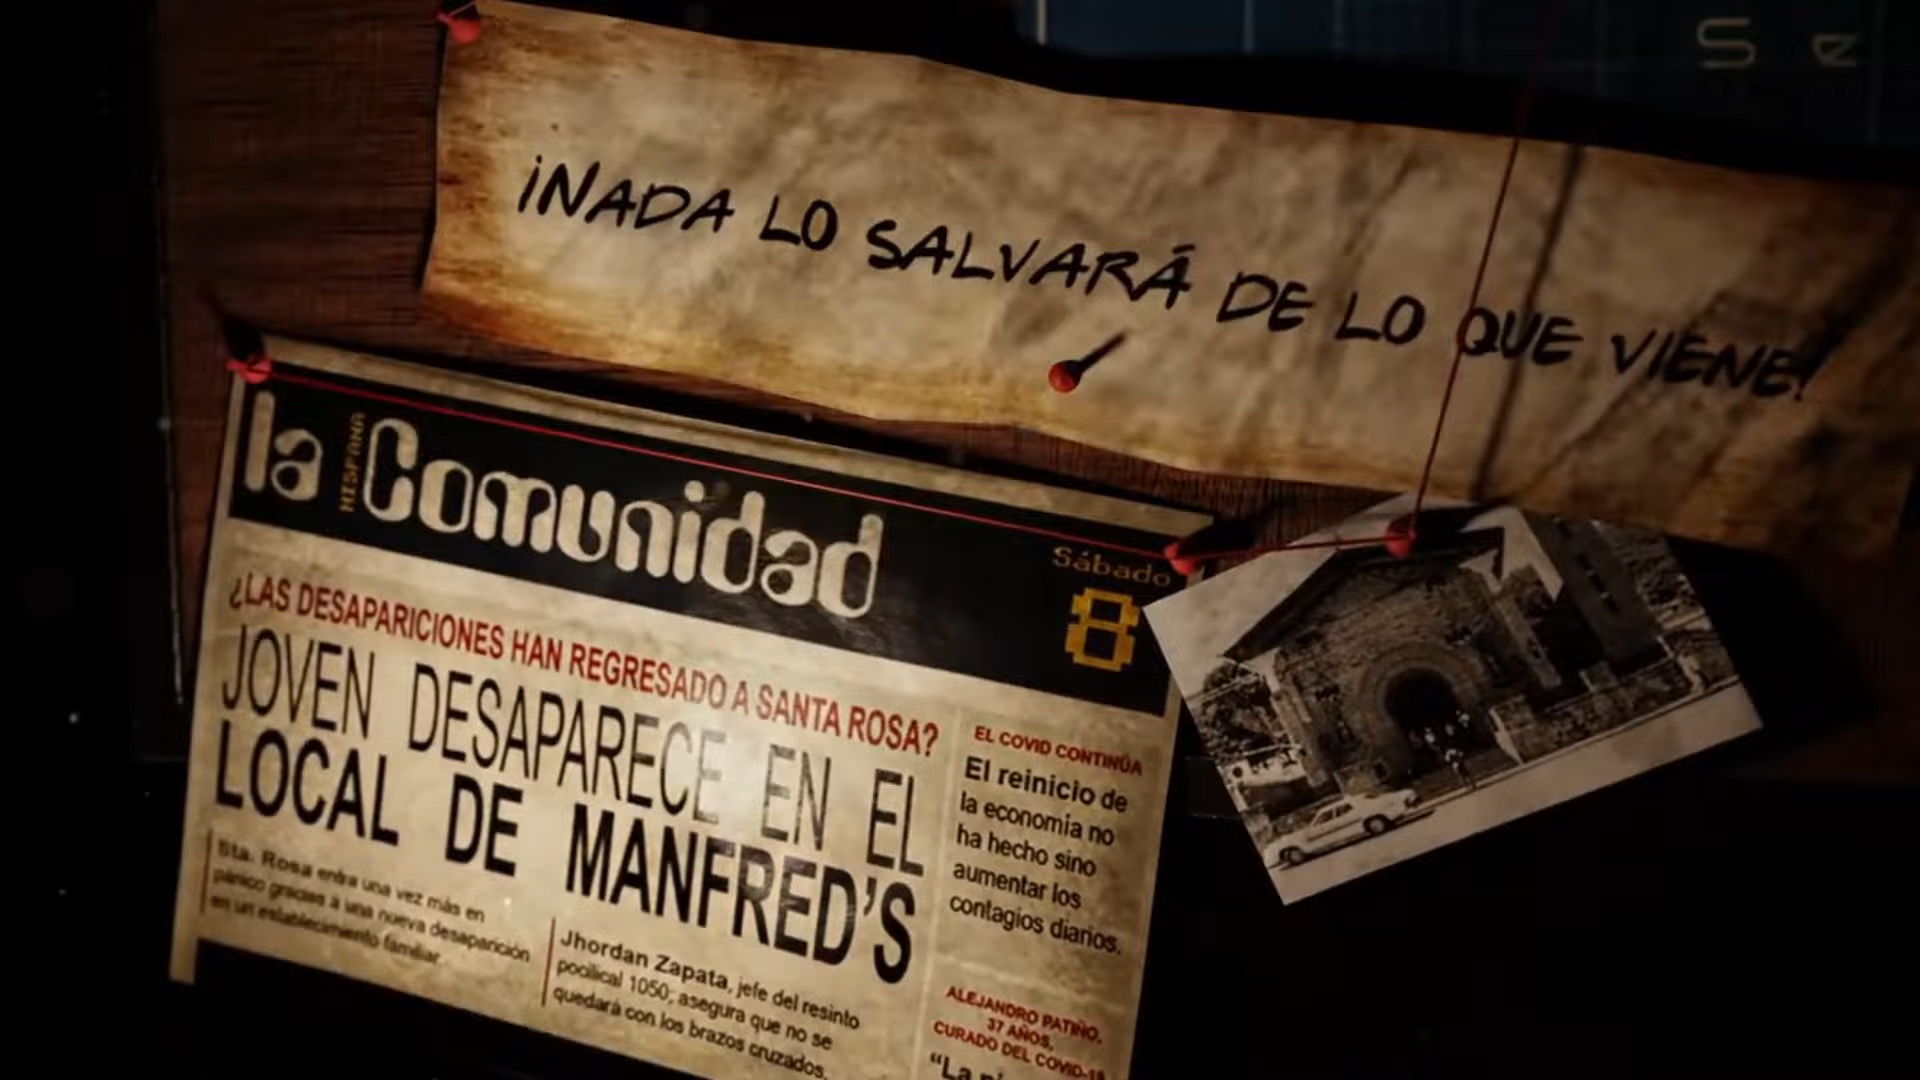 S e
¡NADA LO SALVARÁ DE LO QUE VIENE!
la HISPANA Comunidad
Sábado
8
¿LAS DESAPARICIONES HAN REGRESADO A SANTA ROSA?
JOVEN DESAPARECE EN EL
LOCAL DE MANFRED'S
Sta. Rosa entra una vez más en
pánico gracias a una nueva desaparición
en un establecimiento familiar.
Jhordan Zapata, jefe del resinto
pocilical 1050, asegura que no se
quedará con los brazos cruzados.
EL COVID CONTINÚA
El reinicio de
la economía no
ha hecho sino
aumentar los
contagios diarios.
ALEJANDRO PATIÑO,
37 AÑOS,
CURADO DEL COVID-19
“La